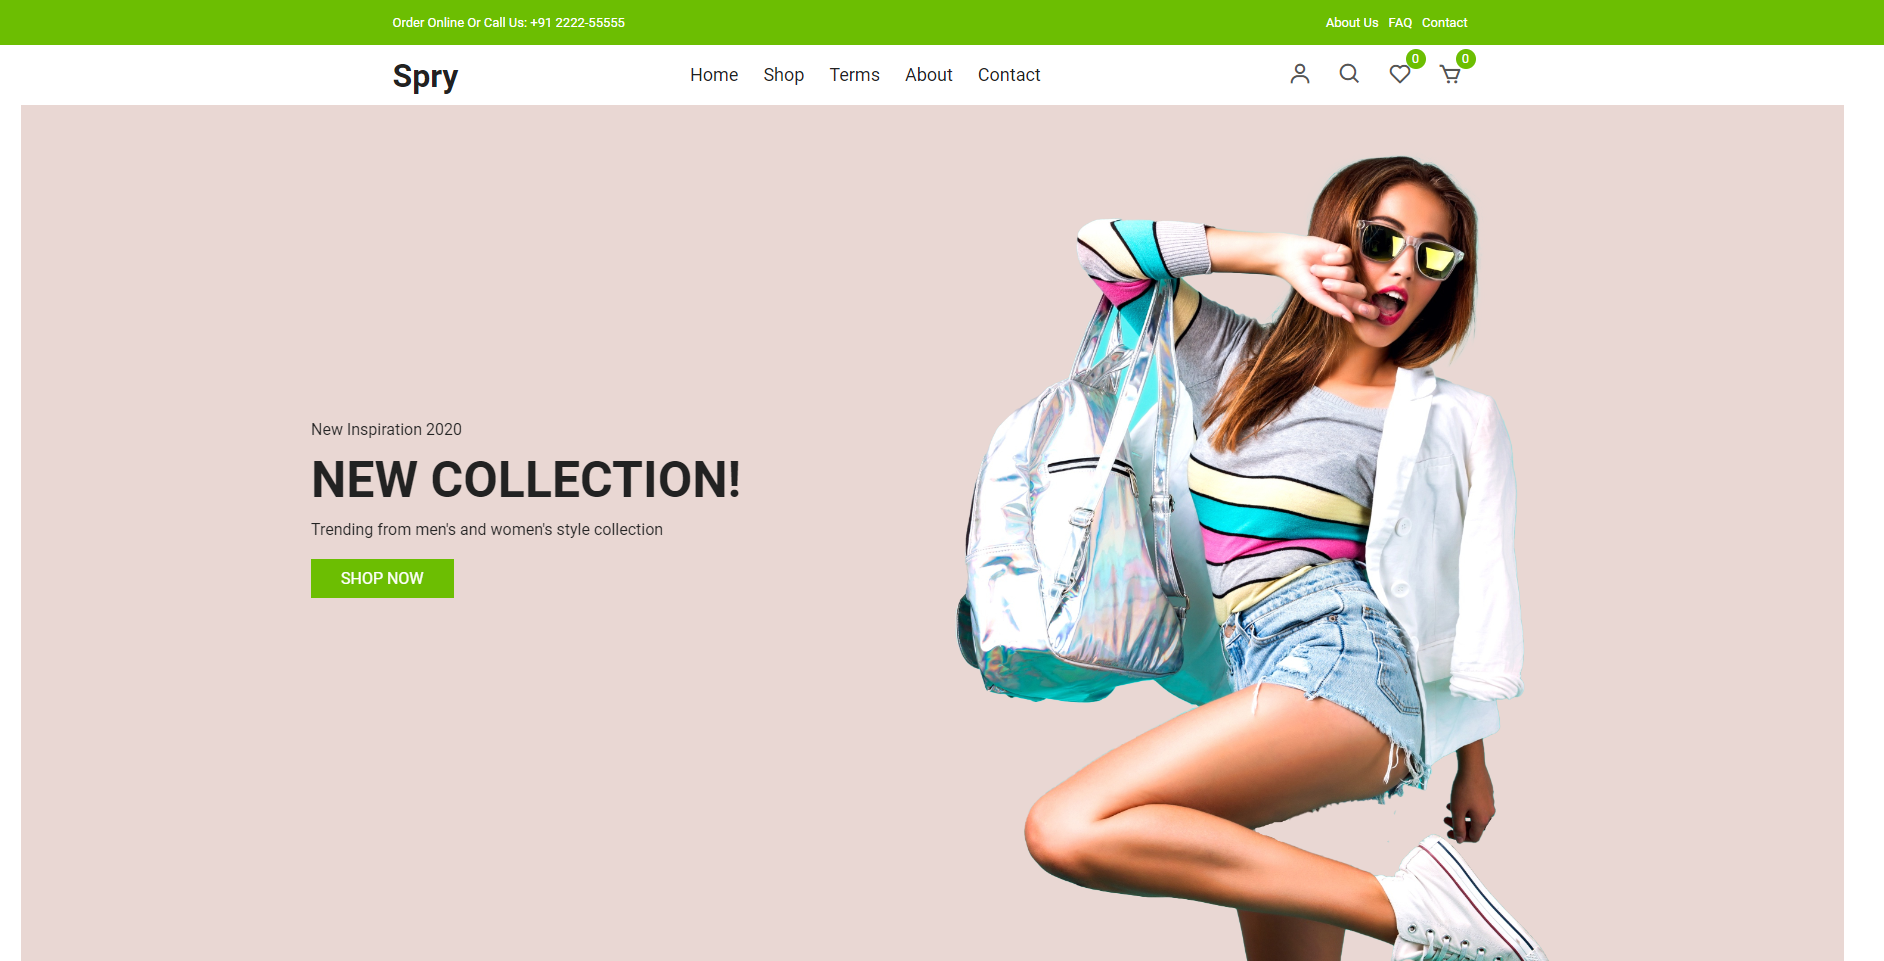 Order Online Or Call Us: +91 2222-55555
About Us FAQ Contact
Spry
Home Shop Terms About Contact
0 0
New Inspiration 2020
NEW COLLECTION!
Trending from men's and women's style collection
SHOP NOW